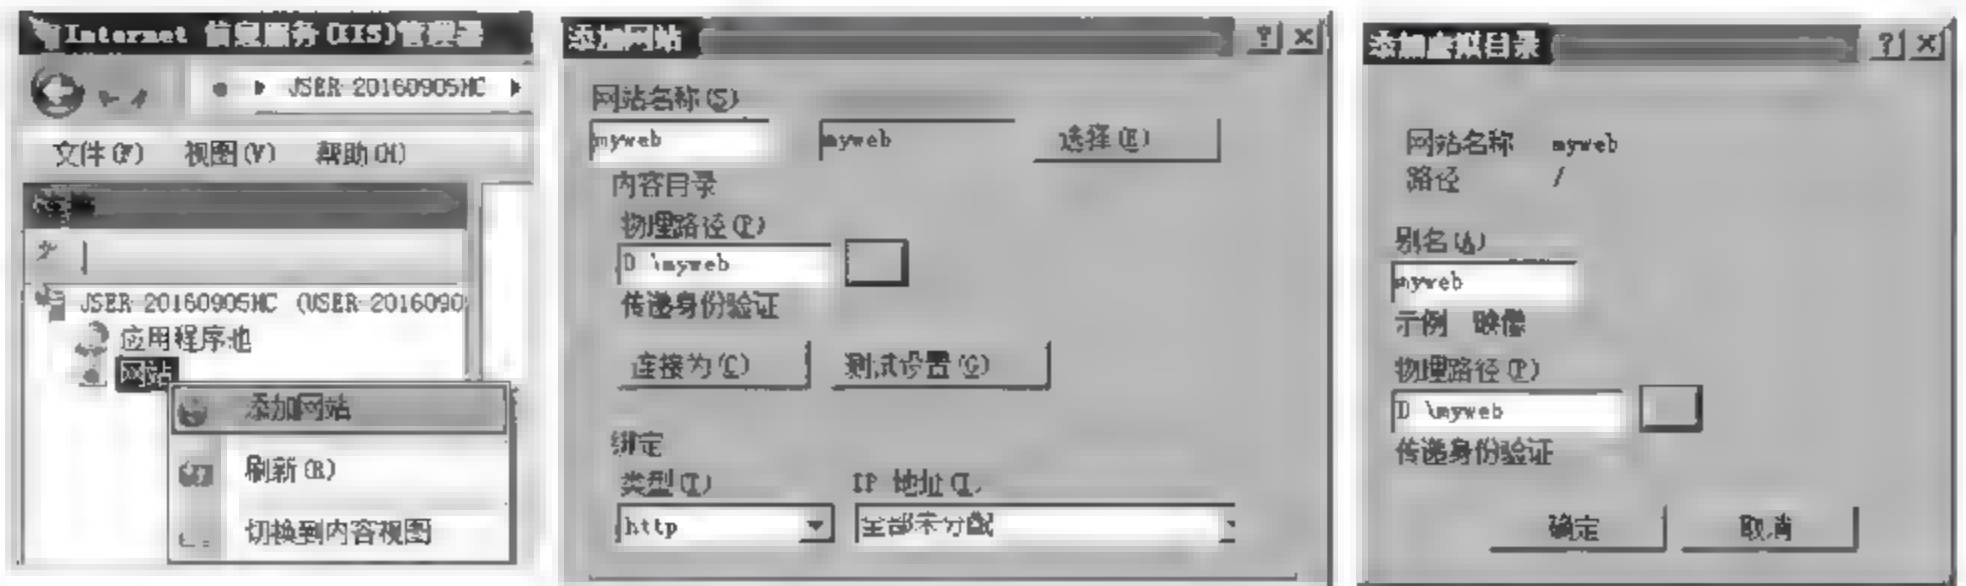 Internet 信息服务(IIS)管理器
JSER-20160905MC
文件(F) 视图(V) 帮助(H)
JSER-20160905MC (USER-2016090
应用程序池
网站
添加网站
刷新(R)
切换到内容视图
添加网站
网站名称(S)
myweb myweb 选择(E)
内容目录
物理路径(P)
D \myweb
传递身份验证
连接为(C) 测试设置(G)
绑定
类型(T) IP 地址(I)
http 全部未分配
添加虚拟目录
网站名称 myweb
路径 /
别名(A)
myweb
示例 映像
物理路径(P)
D \myweb
传递身份验证
确定 取消